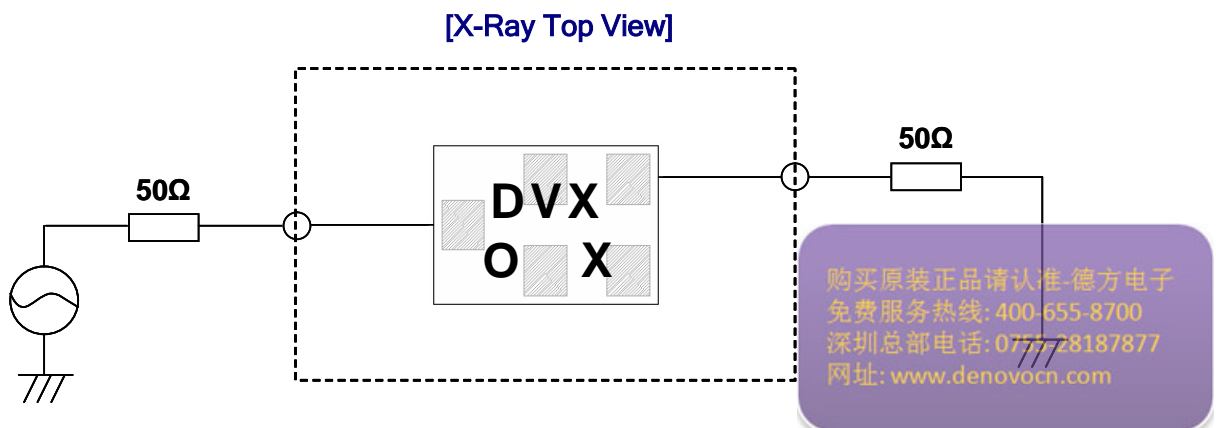 [X-Ray Top View]
50Ω
50Ω
DVX
O X
购买原装正品请认准-德方电子
免费服务热线: 400-655-8700
深圳总部电话: 0755-28187877
网址: www.denovocn.com